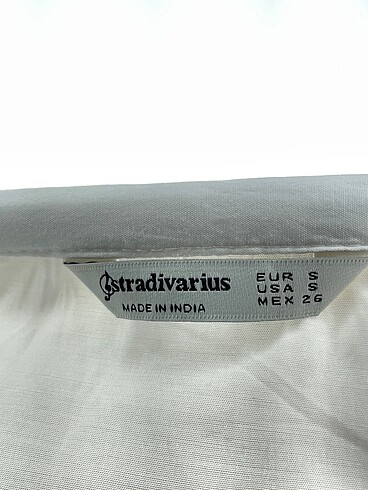 stradivarius
MADE IN INDIA
EUR S
USA S
MEX 26